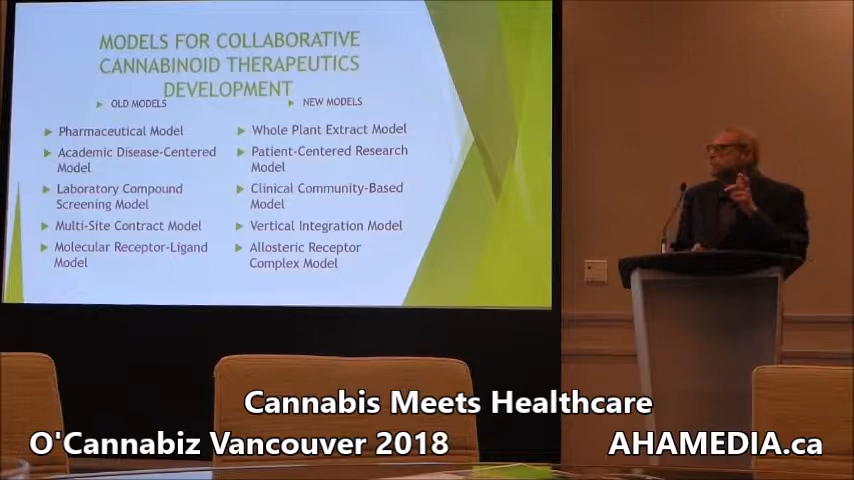 MODELS FOR COLLABORATIVE
CANNABINOID THERAPEUTICS
DEVELOPMENT
OLD MODELS
Pharmaceutical Model
Academic Disease-Centered
Model
Laboratory Compound
Screening Model
Multi-Site Contract Model
Molecular Receptor-Ligand
Model
NEW MODELS
Whole Plant Extract Model
Patient-Centered Research
Model
Clinical Community-Based
Model
Vertical Integration Model
Allosteric Receptor
Complex Model
Cannabis Meets Healthcare
O'Cannabiz Vancouver 2018
AHAMEDIA.ca